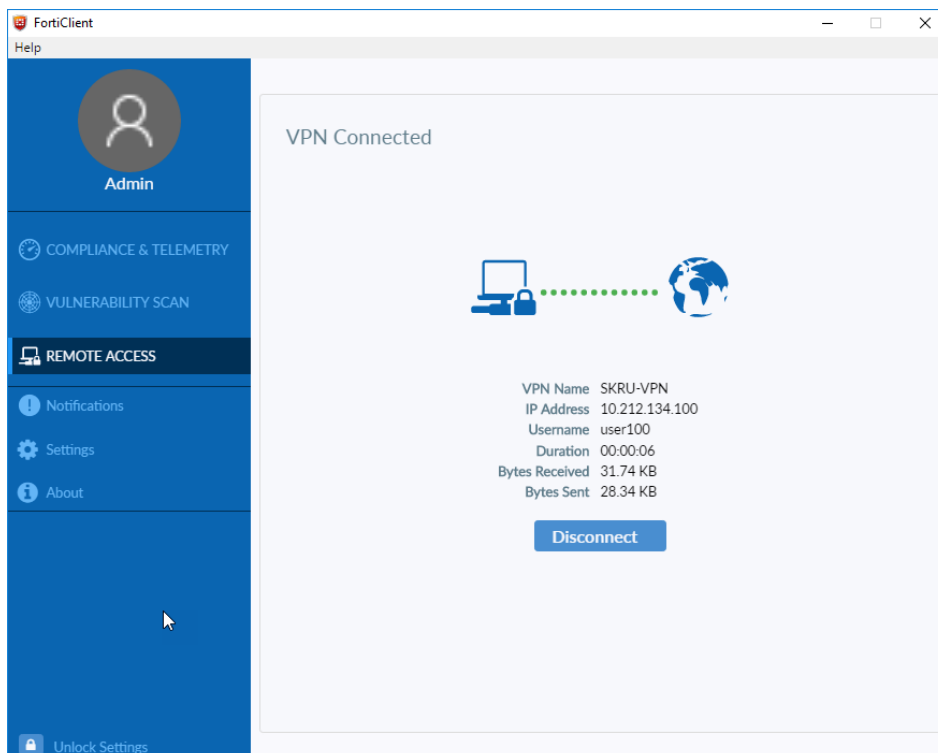 FortiClient
Help
Admin
COMPLIANCE & TELEMETRY
VULNERABILITY SCAN
REMOTE ACCESS
Notifications
Settings
About
Unlock Settings
VPN Connected
VPN Name SKRU-VPN
IP Address 10.212.134.100
Username user100
Duration 00:00:06
Bytes Received 31.74 KB
Bytes Sent 28.34 KB
Disconnect